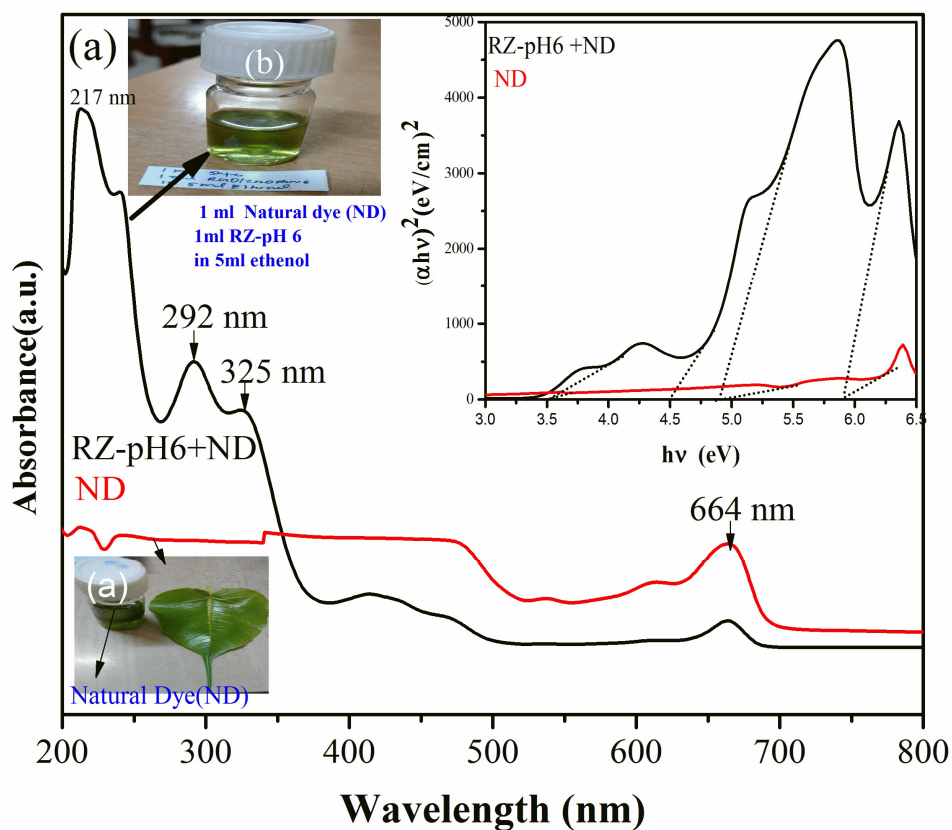 (a)
217 nm
(b)
1 ml Natural dye (ND)
1ml RZ-pH 6
in 5ml ethenol
292 nm
325 nm
RZ-pH6+ND
ND
664 nm
(a)
Natural Dye(ND)
Absorbance(a.u.)
200 300 400 500 600 700 800
Wavelength (nm)
RZ-pH6 +ND
ND
(αhν)²(eV/cm)²
5000
4000
3000
2000
1000
0
3.0 3.5 4.0 4.5 5.0 5.5 6.0 6.5
hν (eV)